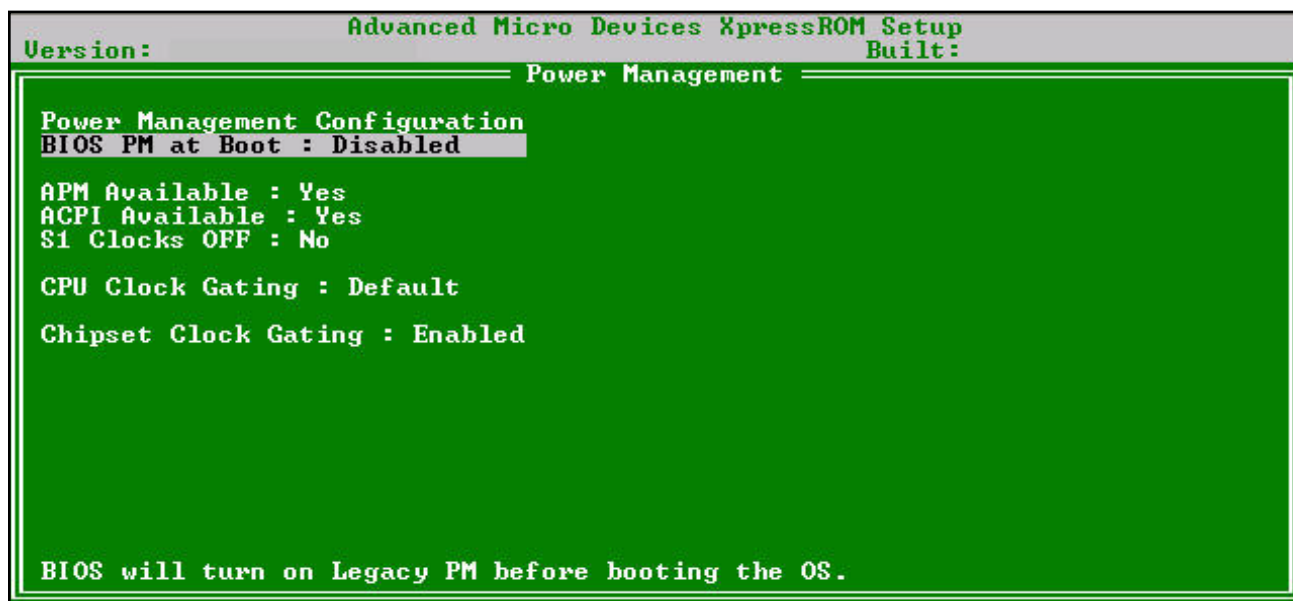 Advanced Micro Devices XpressROM Setup
Version: Built:
Power Management
Power Management Configuration
BIOS PM at Boot : Disabled
APM Available : Yes
ACPI Available : Yes
S1 Clocks OFF : No
CPU Clock Gating : Default
Chipset Clock Gating : Enabled
BIOS will turn on Legacy PM before booting the OS.